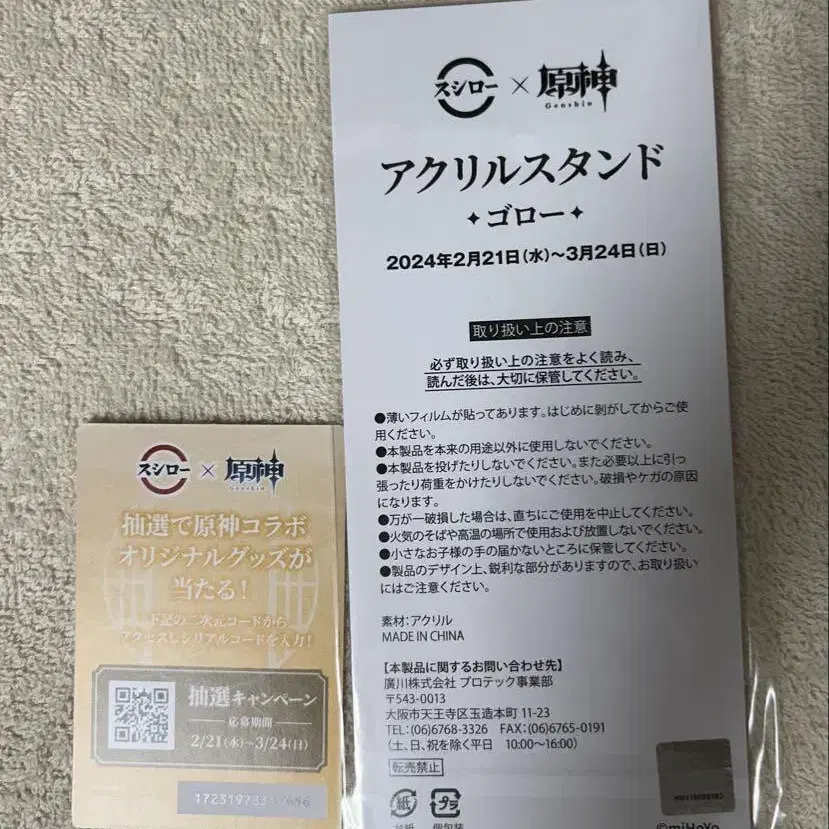 スシロー × 原神
Genshin
アクリルスタンド
✦ゴロー✦
2024年2月21日(水)～3月24日(日)
取り扱い上の注意
必ず取り扱い上の注意をよく読み、
読んだ後は、大切に保管してください。
●薄いフィルムが貼ってあります。はじめに剥がしてからご使
用ください。
●本製品を本来の用途以外に使用しないでください。
●本製品を投げたりしないでください。また必要以上に引っ
張ったり荷重をかけたりしないでください。破損やケガの原因
になります。
●万が一破損した場合は、直ちにご使用を中止してください。
●火気のそばや高温の場所で使用および放置しないでください。
●小さなお子様の手の届かないところに保管してください。
●製品のデザイン上、鋭利な部分がありますので、お取り扱い
にはご注意ください。
素材：アクリル
MADE IN CHINA
【本製品に関するお問い合わせ先】
廣川株式会社 プロテック事業部
〒543-0013
大阪市天王寺区玉造本町 11-23
TEL：(06)6768-3326 FAX：(06)6765-0191
(土、日、祝を除く平日 10:00～16:00)
転売禁止
紙 プラ
個包装
©miHoYo
スシロー × 原神
Genshin
抽選で原神コラボ
オリジナルグッズが
当たる！
下記の二次元コードから
アクセスしシリアルコードを入力！
抽選キャンペーン
応募期間
2/21(水)～3/24(日)